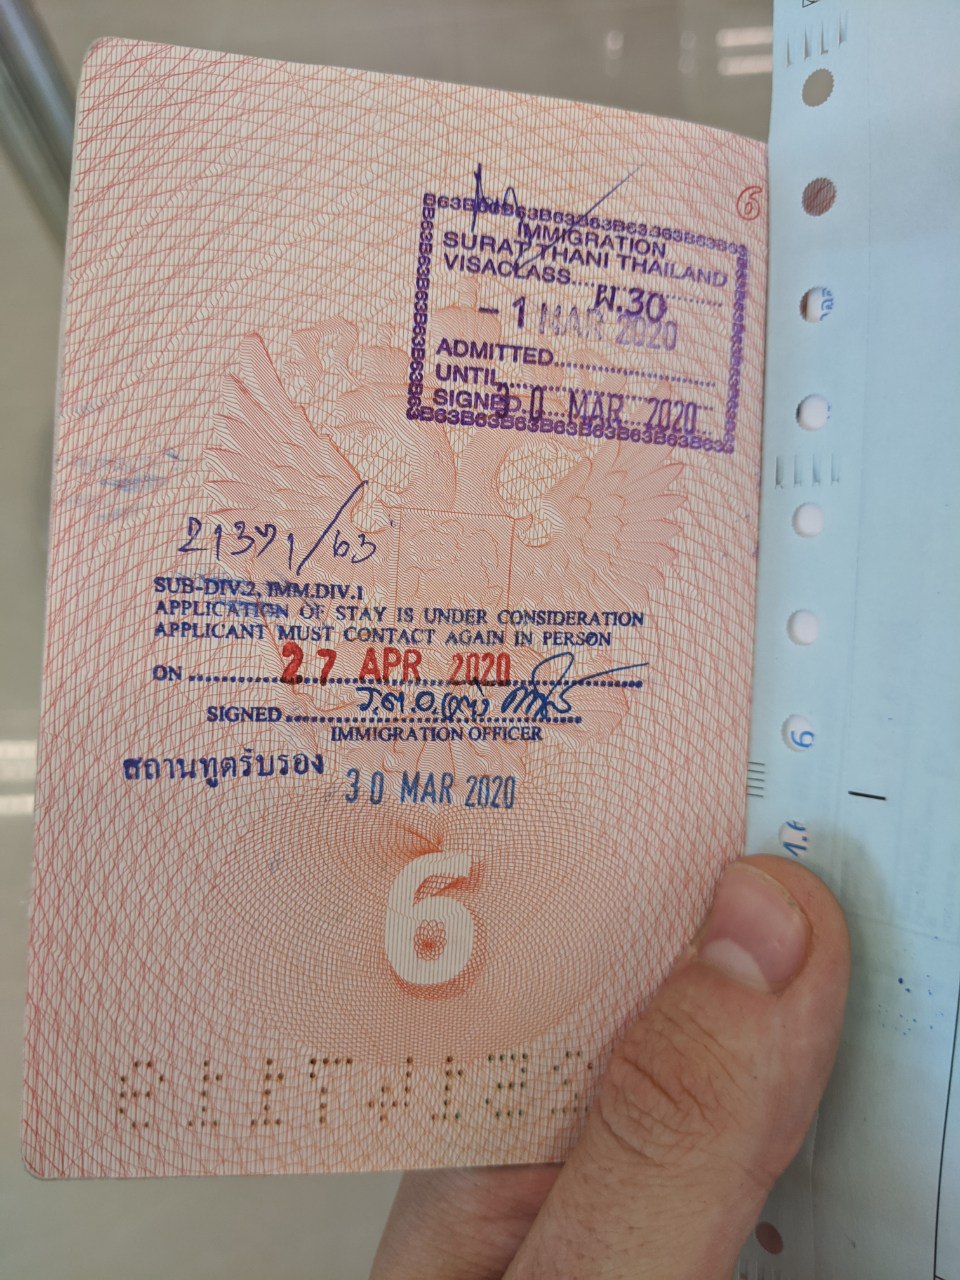 6
IMMIGRATION
SURAT THANI THAILAND
VISACLASS..........ผ.30
- 1 MAR 2020
ADMITTED
UNTIL
SIGNED 30 MAR 2020
/63
SUB-DIV.2, IMM.DIV.1
APPLICATION OF STAY IS UNDER CONSIDERATION
APPLICANT MUST CONTACT AGAIN IN PERSON
ON 27 APR 2020
SIGNED
IMMIGRATION OFFICER
สถานทูตรับรอง 30 MAR 2020
6